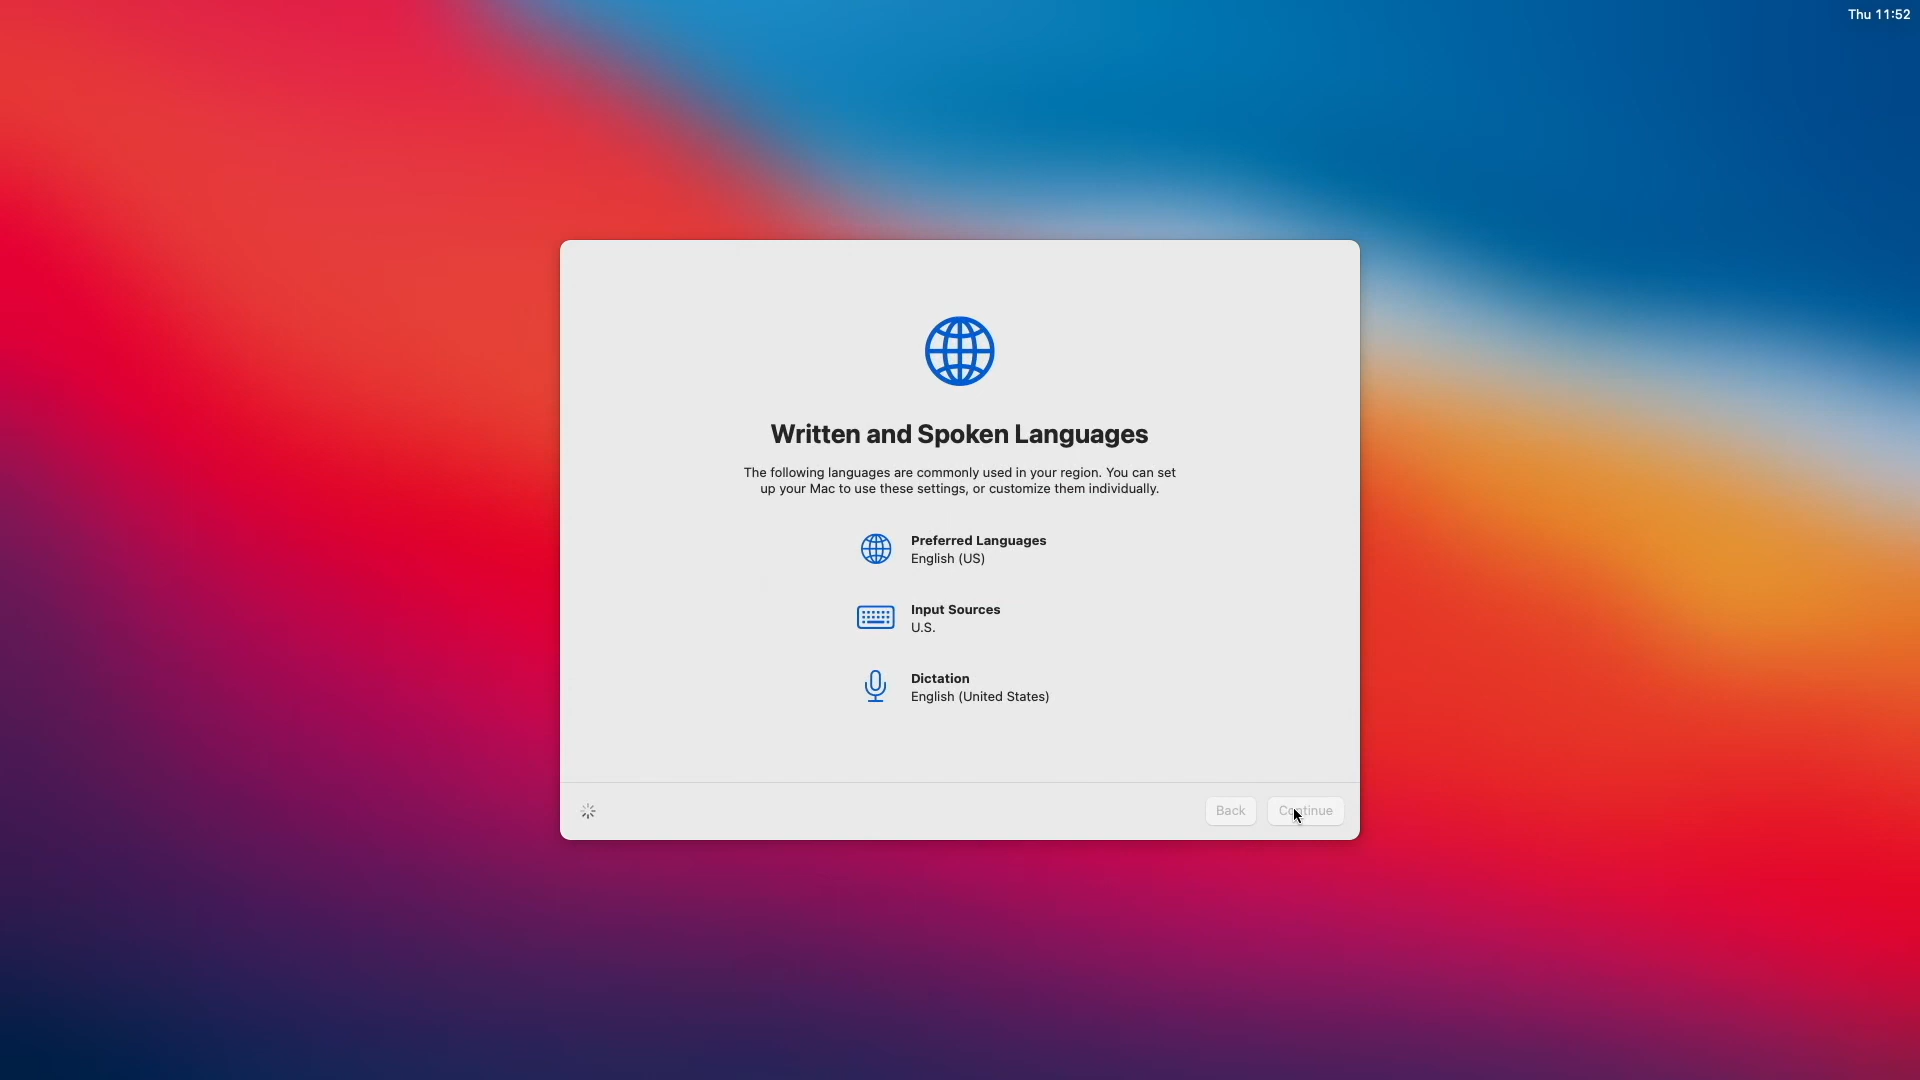 Thu 11:52
Written and Spoken Languages
The following languages are commonly used in your region. You can set
up your Mac to use these settings, or customize them individually.
Preferred Languages
English (US)
Input Sources
U.S.
Dictation
English (United States)
Back
Continue